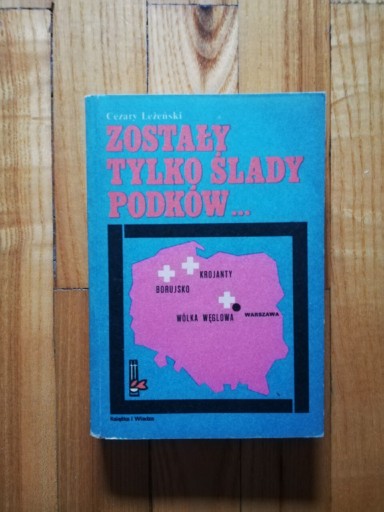 Cezary Leżeński
ZOSTAŁY
TYLKO ŚLADY
PODKÓW...
KROJANTY
BORUJSKO
WÓLKA WĘGLOWA
WARSZAWA
Książka i Wiedza